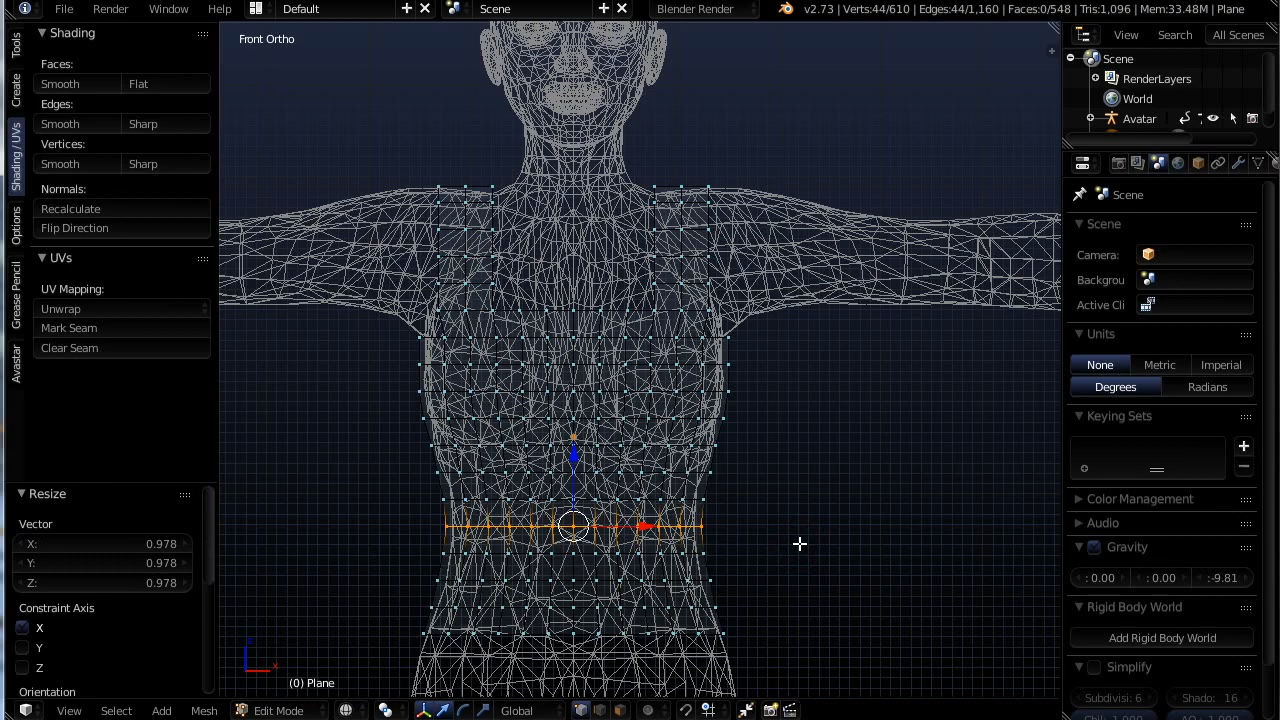 File Render Window Help Default Scene Blender Render v2.73 | Verts:44/610 | Edges:44/1,160 | Faces:0/548 | Tris:1,096 | Mem:33.48M | Plane
Tools
Create
Shading / UVs
Options
Grease Pencil
Avastar
Shading
Faces:
Smooth Flat
Edges:
Smooth Sharp
Vertices:
Smooth Sharp
Normals:
Recalculate
Flip Direction
UVs
UV Mapping:
Unwrap
Mark Seam
Clear Seam
Resize
Vector
X: 0.978
Y: 0.978
Z: 0.978
Constraint Axis
X
Y
Z
Orientation
Front Ortho
(0) Plane
View Select Add Mesh Edit Mode Global
View Search All Scenes
Scene
RenderLayers
World
Avatar
Scene
Scene
Camera:
Backgrou
Active Cli
Units
None Metric Imperial
Degrees Radians
Keying Sets
Color Management
Audio
Gravity
: 0.00 : 0.00 :-9.81
Rigid Body World
Add Rigid Body World
Simplify
Subdivisi: 6 Shado: 16